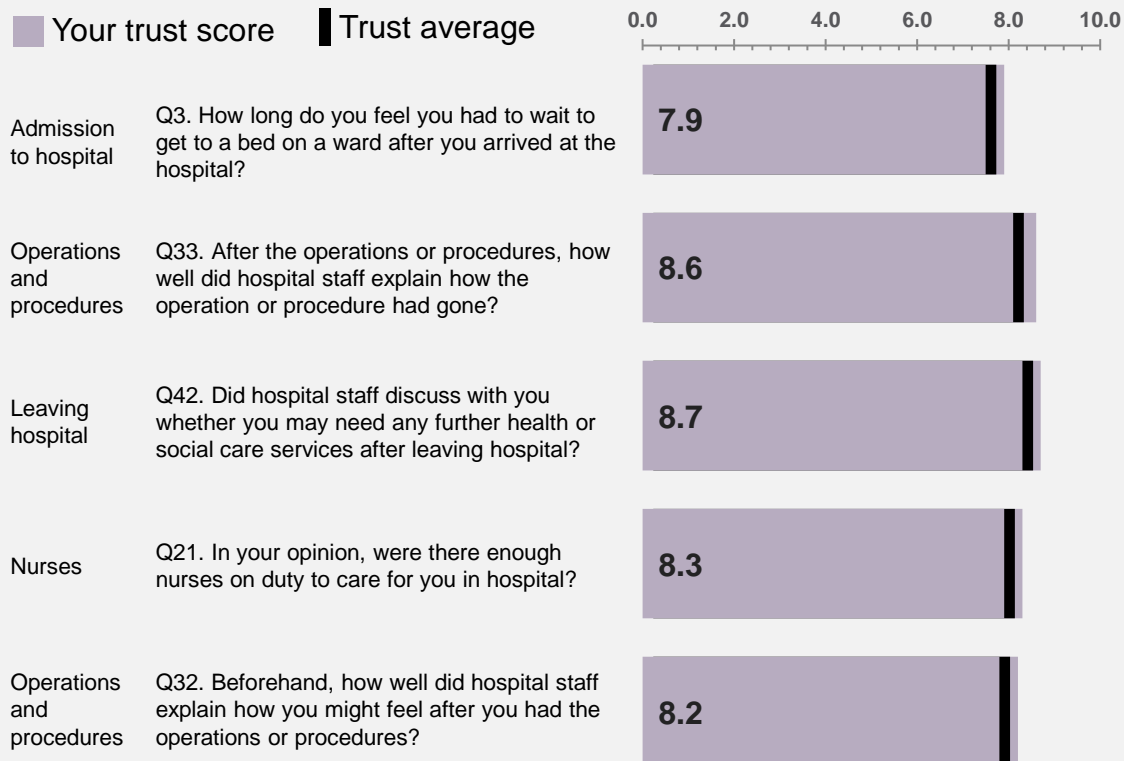 Your trust score
Trust average
0.0 2.0 4.0 6.0 8.0 10.0
Admission
to hospital
Q3. How long do you feel you had to wait to
get to a bed on a ward after you arrived at the
hospital?
7.9
Operations
and
procedures
Q33. After the operations or procedures, how
well did hospital staff explain how the
operation or procedure had gone?
8.6
Leaving
hospital
Q42. Did hospital staff discuss with you
whether you may need any further health or
social care services after leaving hospital?
8.7
Nurses
Q21. In your opinion, were there enough
nurses on duty to care for you in hospital?
8.3
Operations
and
procedures
Q32. Beforehand, how well did hospital staff
explain how you might feel after you had the
operations or procedures?
8.2